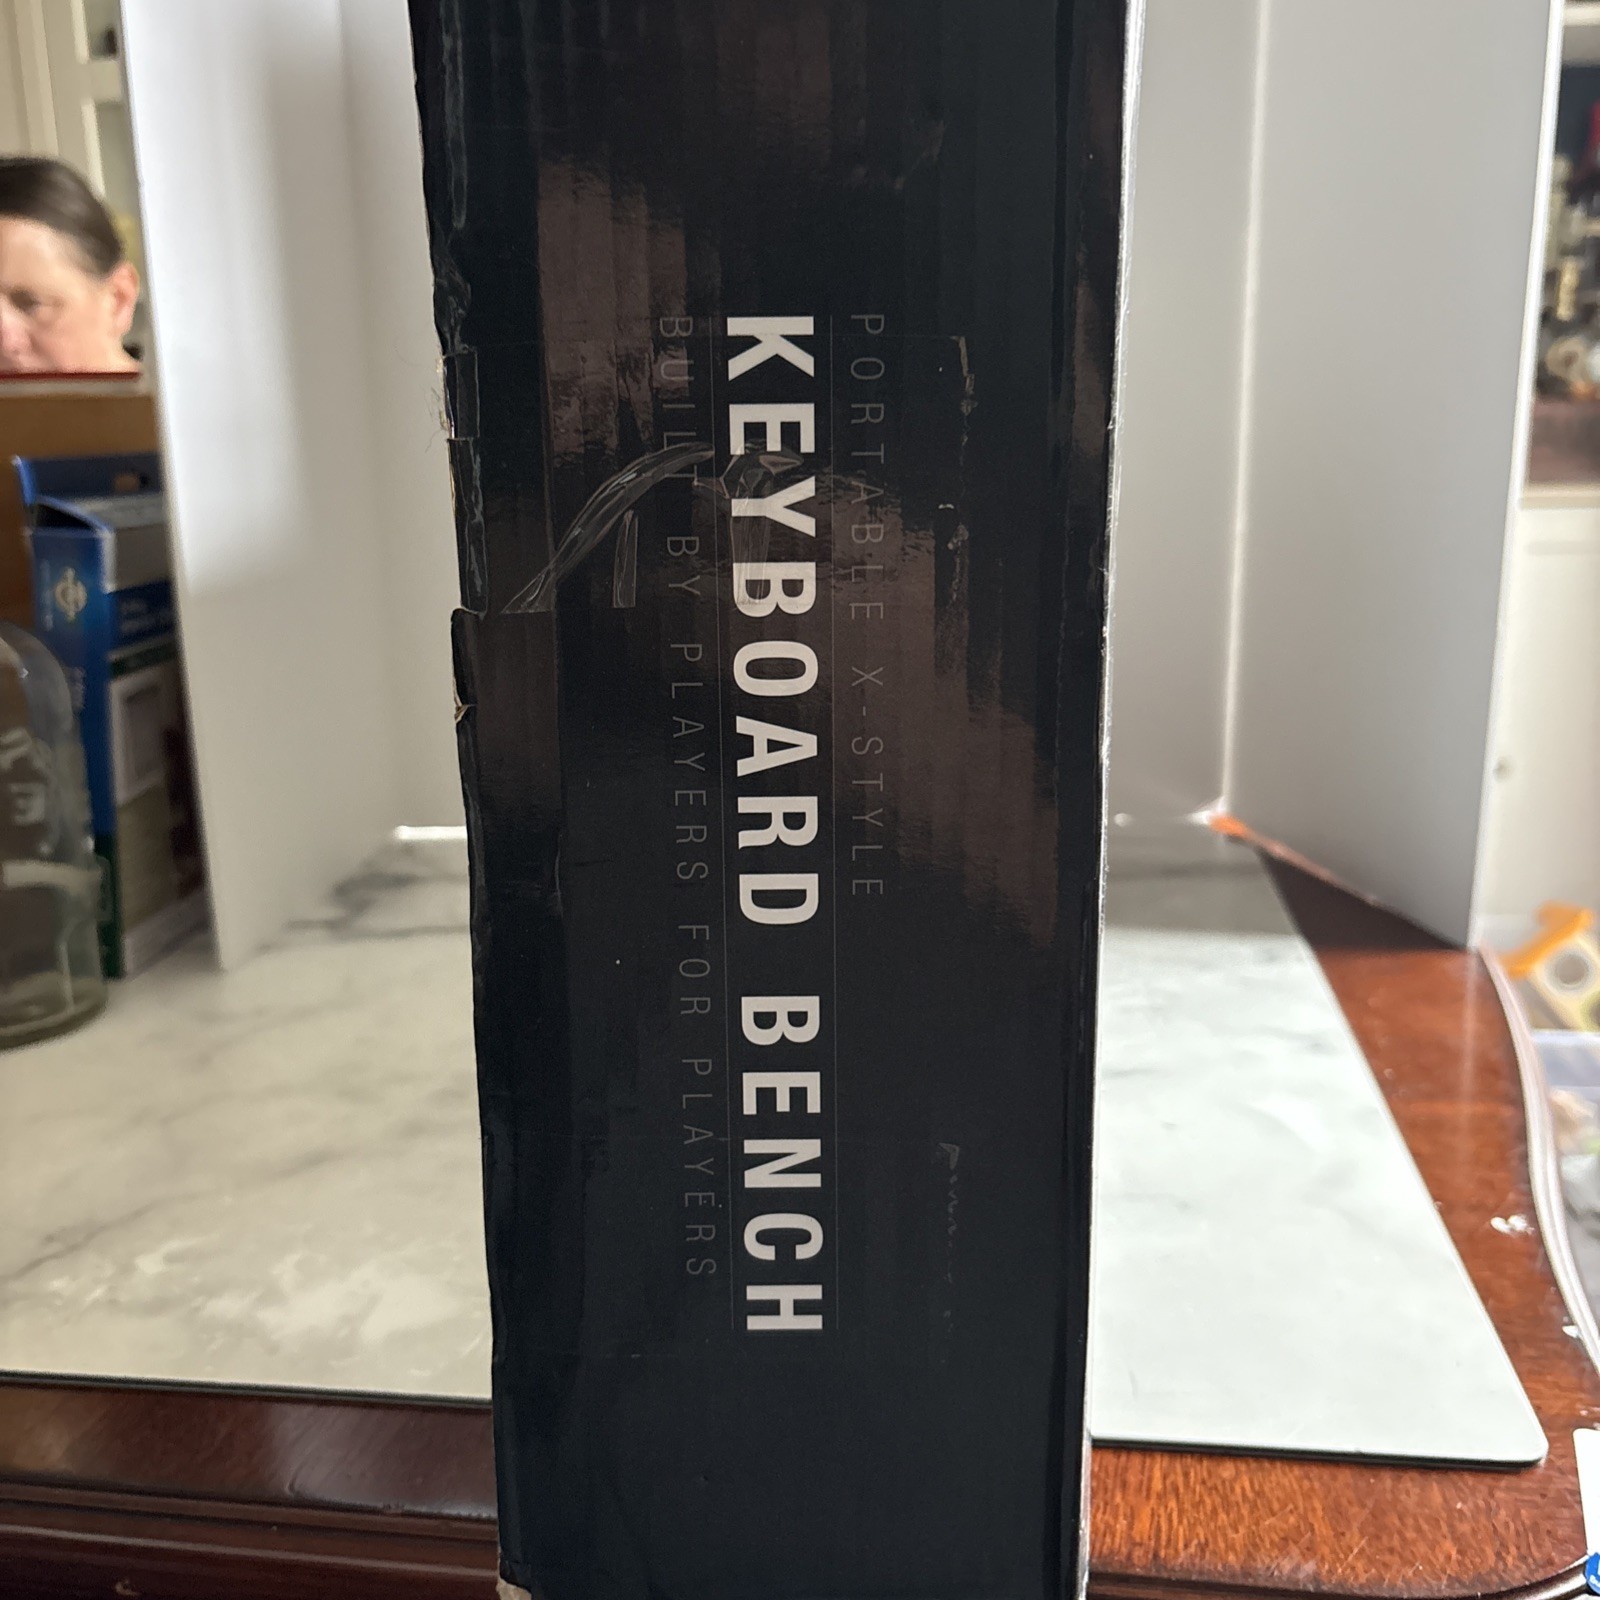 PORTABLE X-STYLE
KEYBOARD BENCH
BUILT BY PLAYERS FOR PLAYERS